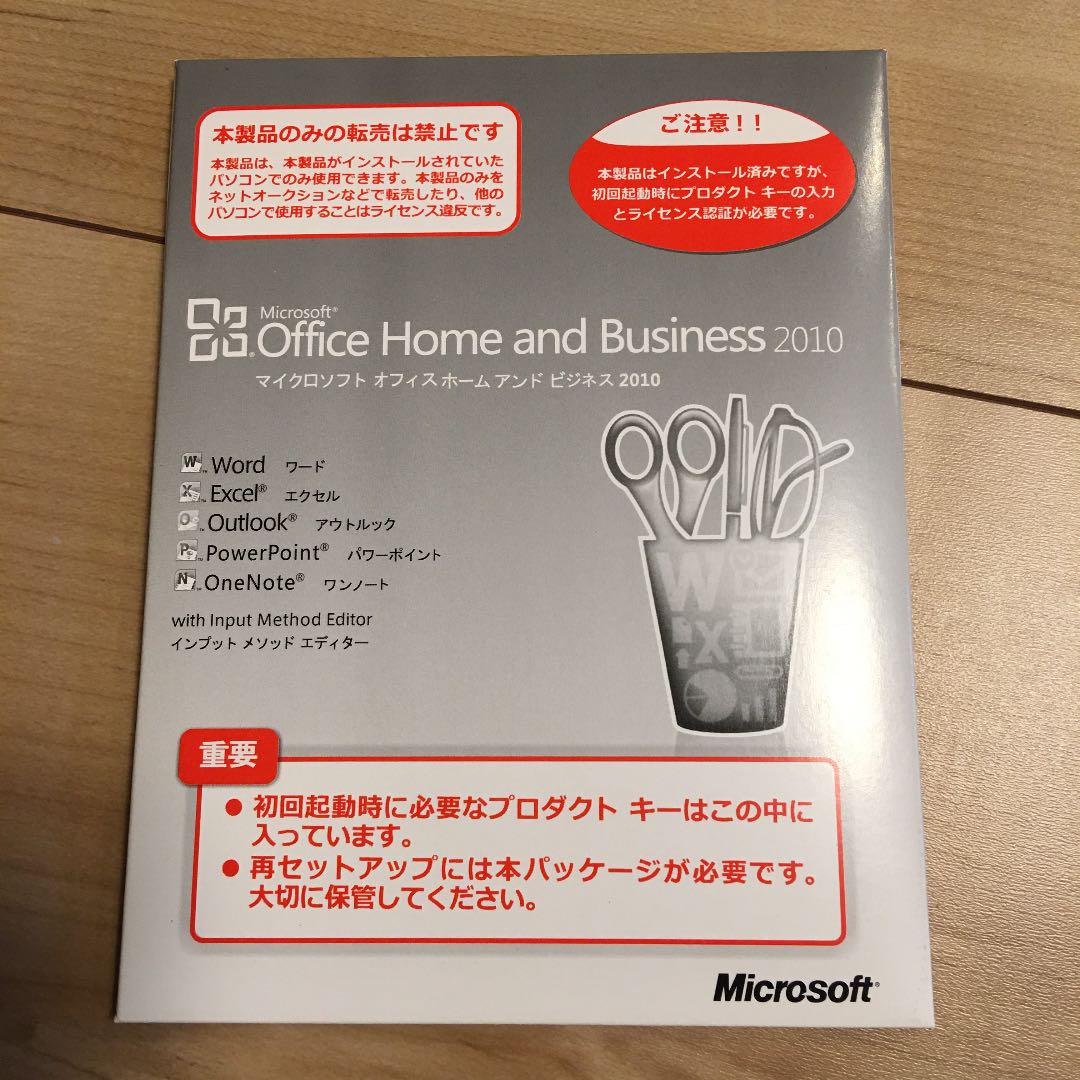 本製品のみの転売は禁止です
本製品は、本製品がインストールされていた
パソコンでのみ使用できます。本製品のみを
ネットオークションなどで転売したり、他の
パソコンで使用することはライセンス違反です。
ご注意!!
本製品はインストール済みですが、
初回起動時にプロダクト キーの入力
とライセンス認証が必要です。
Microsoft®
Office Home and Business 2010
マイクロソフト オフィス ホーム アンド ビジネス 2010
W Word ワード
X Excel® エクセル
O Outlook® アウトルック
P PowerPoint® パワーポイント
N OneNote® ワンノート
with Input Method Editor
インプット メソッド エディター
W
X
重要
● 初回起動時に必要なプロダクト キーはこの中に
入っています。
● 再セットアップには本パッケージが必要です。
大切に保管してください。
Microsoft®